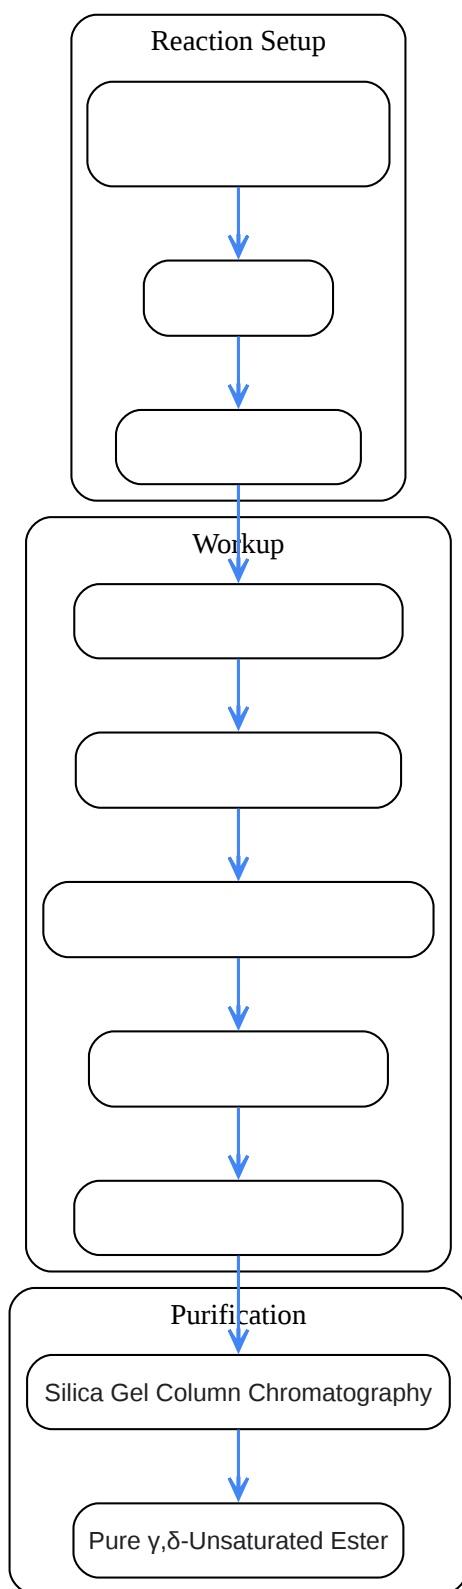 Reaction Setup
Workup
Purification
Silica Gel Column Chromatography
Pure γ,δ-Unsaturated Ester